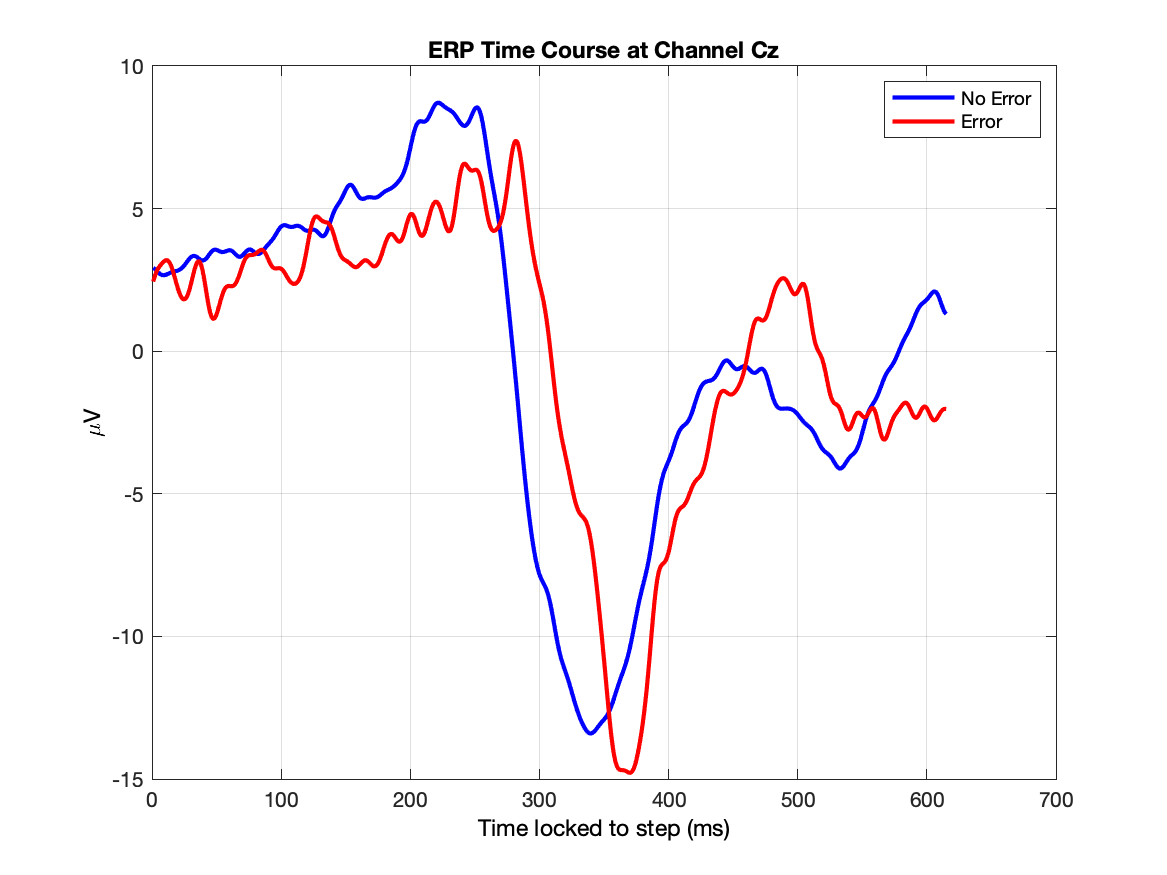 ERP Time Course at Channel Cz
10
5
0
-5
-10
-15
μV
No Error
Error
0 100 200 300 400 500 600 700
Time locked to step (ms)